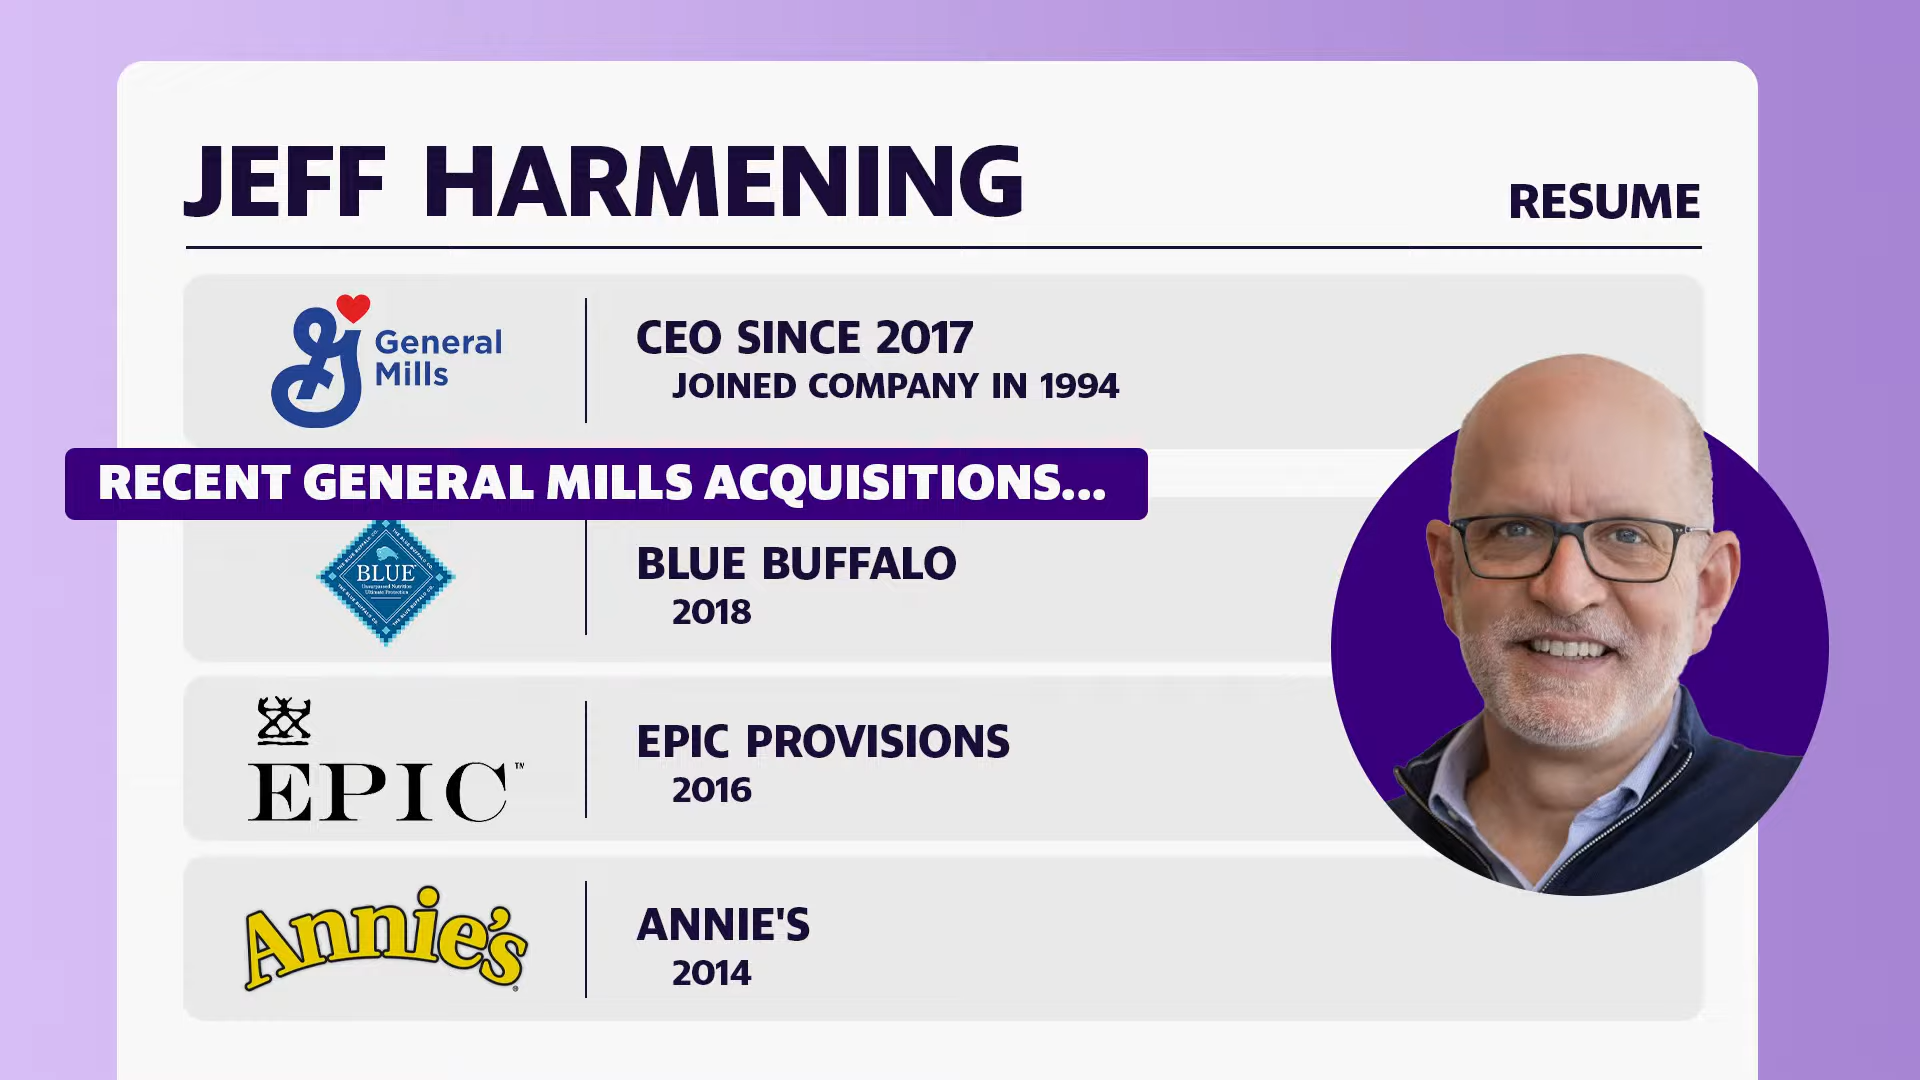 JEFF HARMENING
RESUME
General
Mills
CEO SINCE 2017
JOINED COMPANY IN 1994
RECENT GENERAL MILLS ACQUISITIONS...
BLUE
BLUE BUFFALO
2018
EPIC™
EPIC PROVISIONS
2016
Annie's®
ANNIE'S
2014